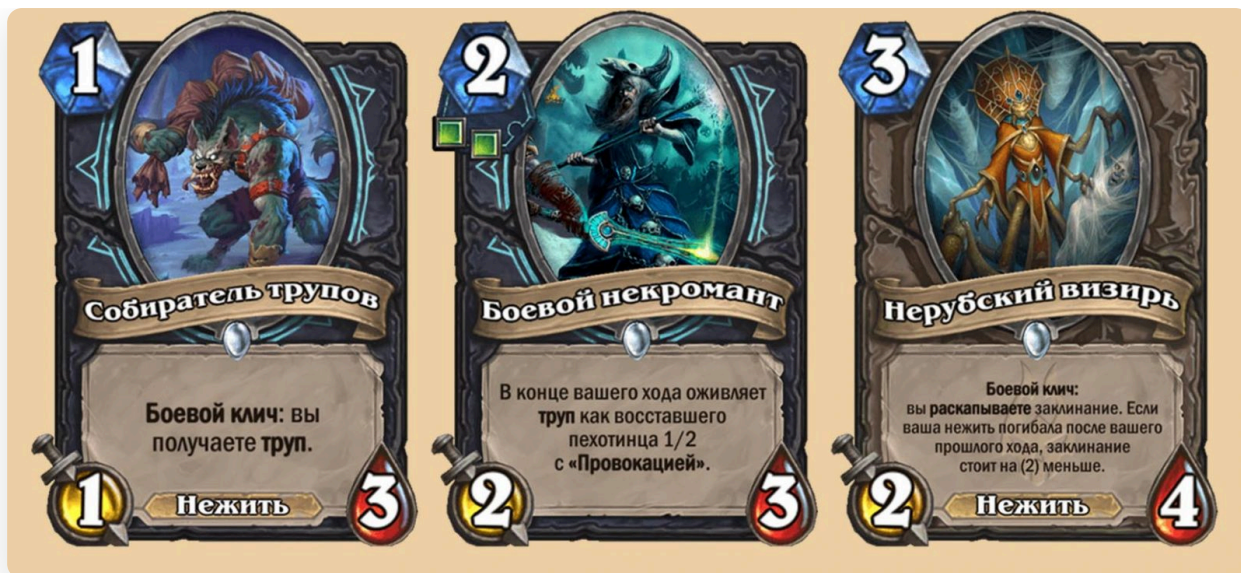 1
Собиратель трупов
Боевой клич: вы
получаете труп.
1
Нежить
3
2
Боевой некромант
В конце вашего хода оживляет
труп как восставшего
пехотинца 1/2
с «Провокацией».
2
3
3
Нерубский визирь
Боевой клич:
вы раскапываете заклинание. Если
ваша нежить погибала после вашего
прошлого хода, заклинание
стоит на (2) меньше.
2
Нежить
4